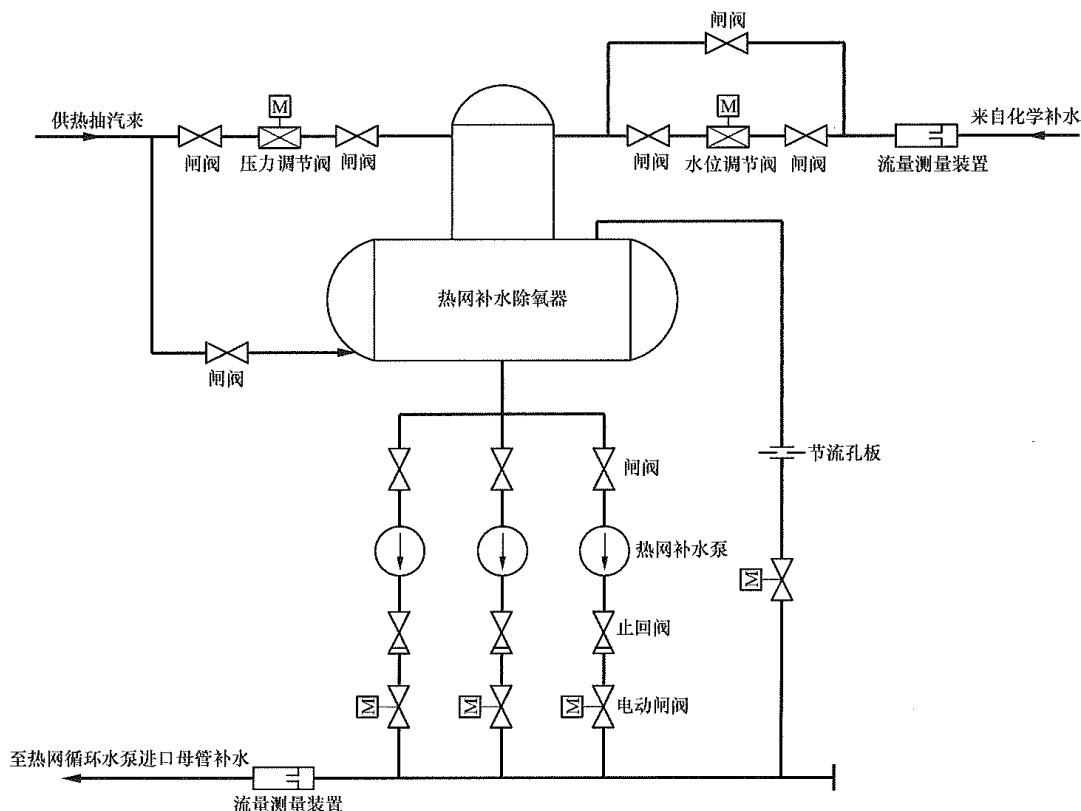 闸阀
供热抽汽来
M
M
来自化学补水
闸阀
压力调节阀
闸阀
闸阀
水位调节阀
闸阀
流量测量装置
热网补水除氧器
闸阀
节流孔板
闸阀
热网补水泵
M
止回阀
M
M
M
电动闸阀
至热网循环水泵进口母管补水
流量测量装置